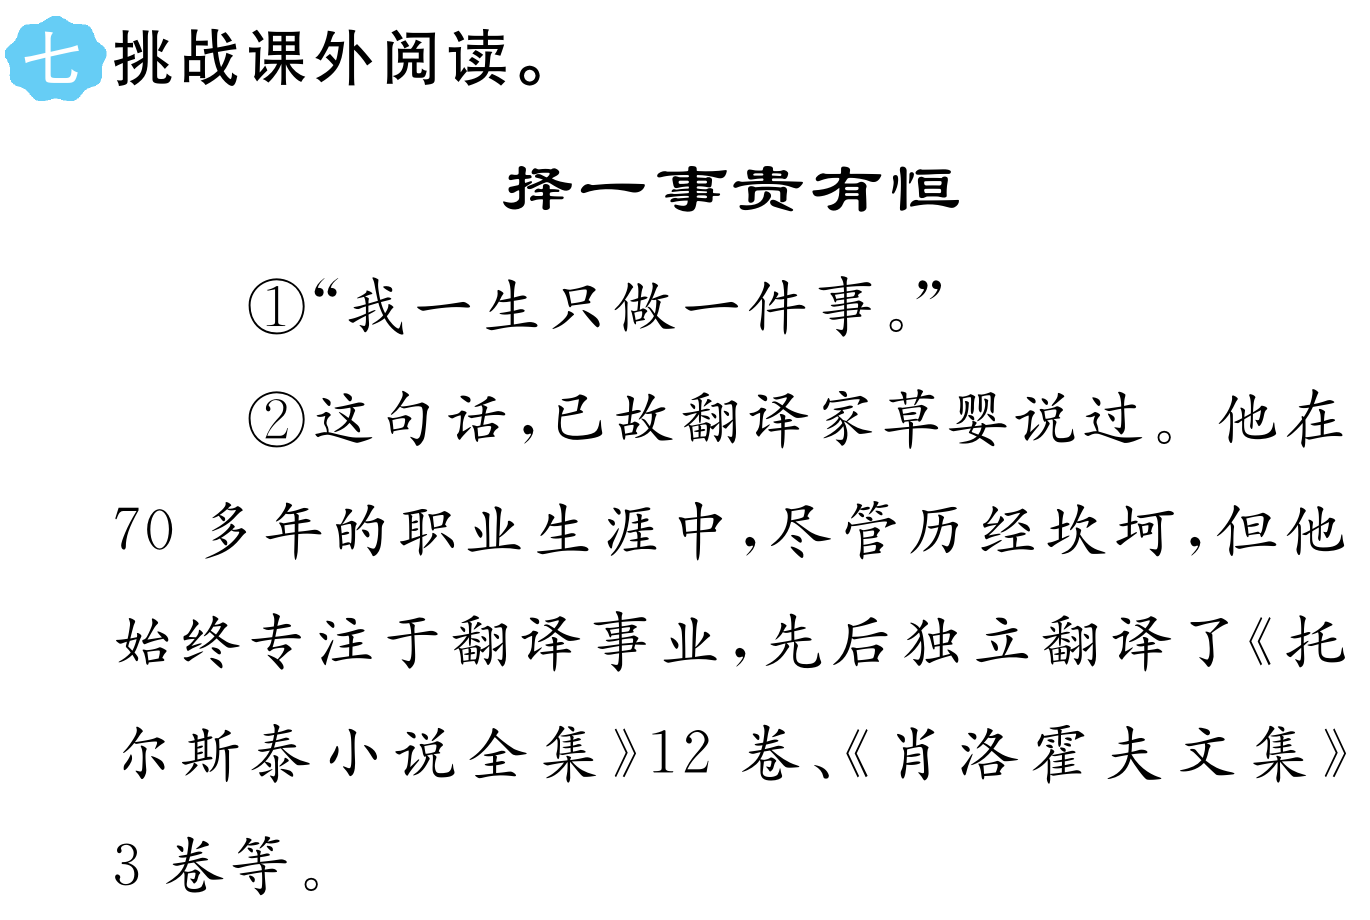 七 挑战课外阅读。
择一事贵有恒
①“我一生只做一件事。”
②这句话,已故翻译家草婴说过。他在
70 多年的职业生涯中,尽管历经坎坷,但他
始终专注于翻译事业,先后独立翻译了《托
尔斯泰小说全集》12 卷、《肖洛霍夫文集》
3 卷等。